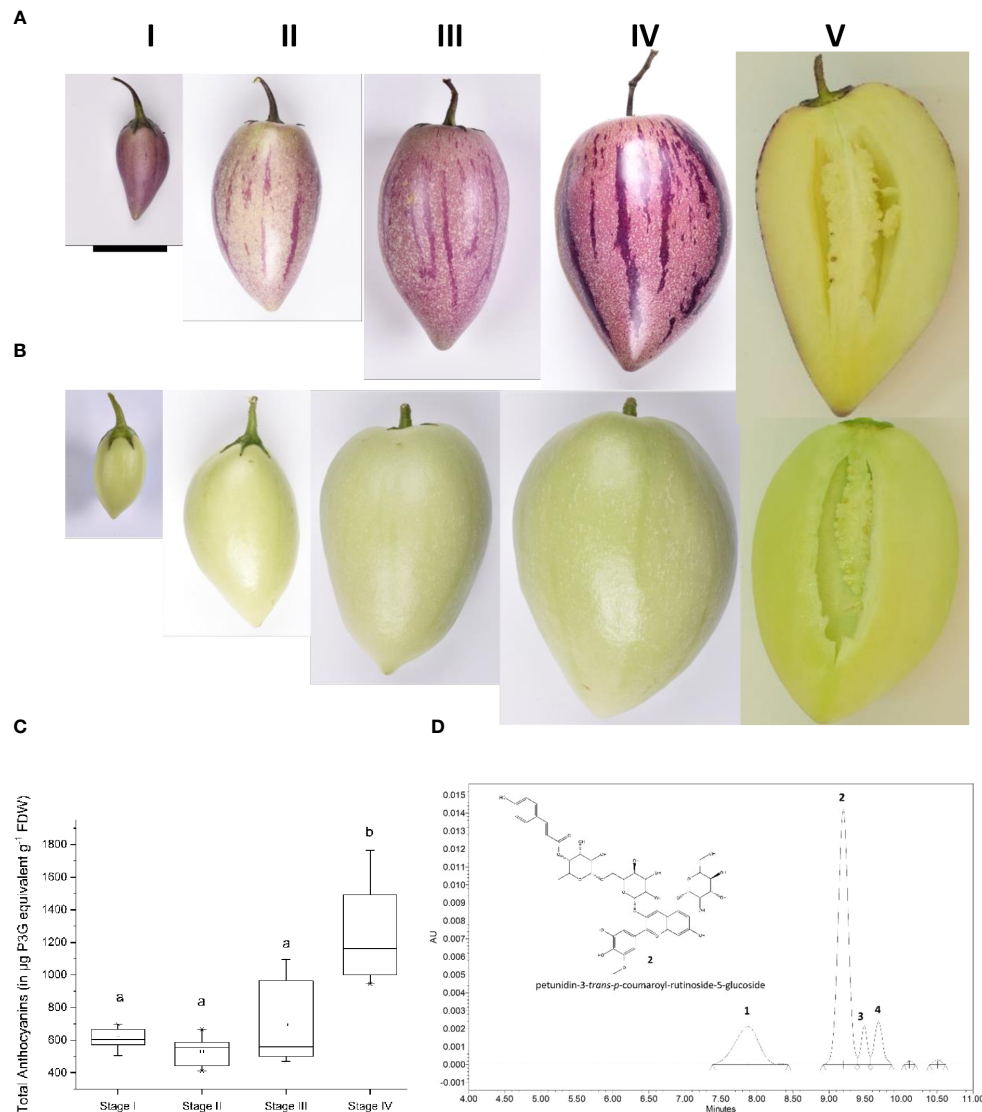 A
I II III IV V
B
C
D
Total Anthocyanins (in µg P3G equivalent g-1 FDW)
1800
1600
1400
1200
1000
800
600
400
a
a
a
b
Stage I Stage II Stage III Stage IV
AU
0.015
0.014
0.013
0.012
0.011
0.010
0.009
0.008
0.007
0.006
0.005
0.004
0.003
0.002
0.001
0.000
-0.001
2
petunidin-3-trans-p-coumaroyl-rutinoside-5-glucoside
1
2
3
4
4.00 4.50 5.00 5.50 6.00 6.50 7.00 7.50 8.00 8.50 9.00 9.50 10.00 10.50 11.00
Minutes